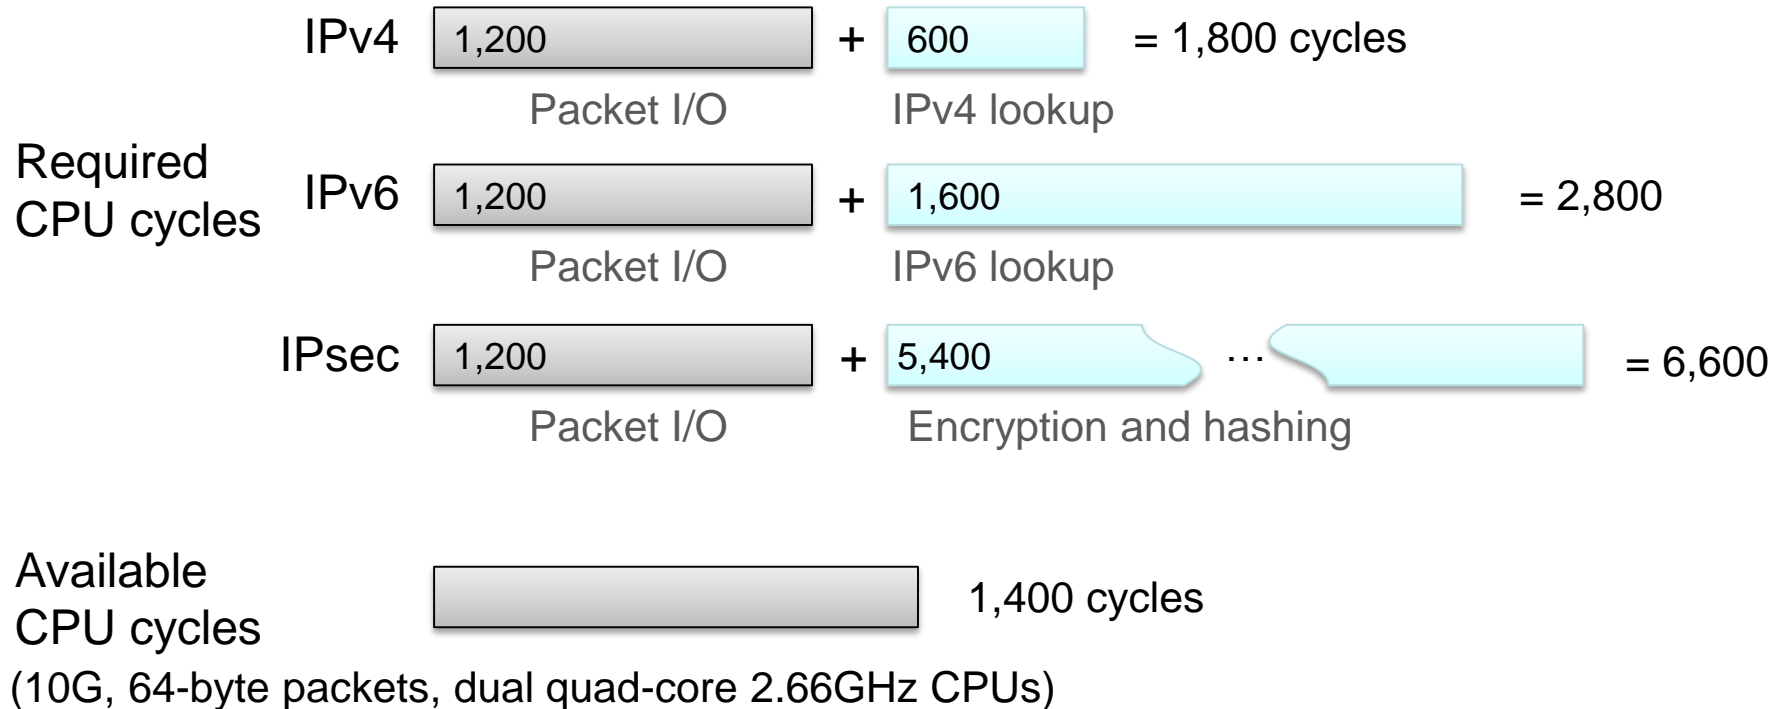 IPv4 1,200 + 600 = 1,800 cycles
Packet I/O IPv4 lookup
Required
CPU cycles
IPv6 1,200 + 1,600 = 2,800
Packet I/O IPv6 lookup
IPsec 1,200 + 5,400 … = 6,600
Packet I/O Encryption and hashing
Available
CPU cycles
1,400 cycles
(10G, 64-byte packets, dual quad-core 2.66GHz CPUs)